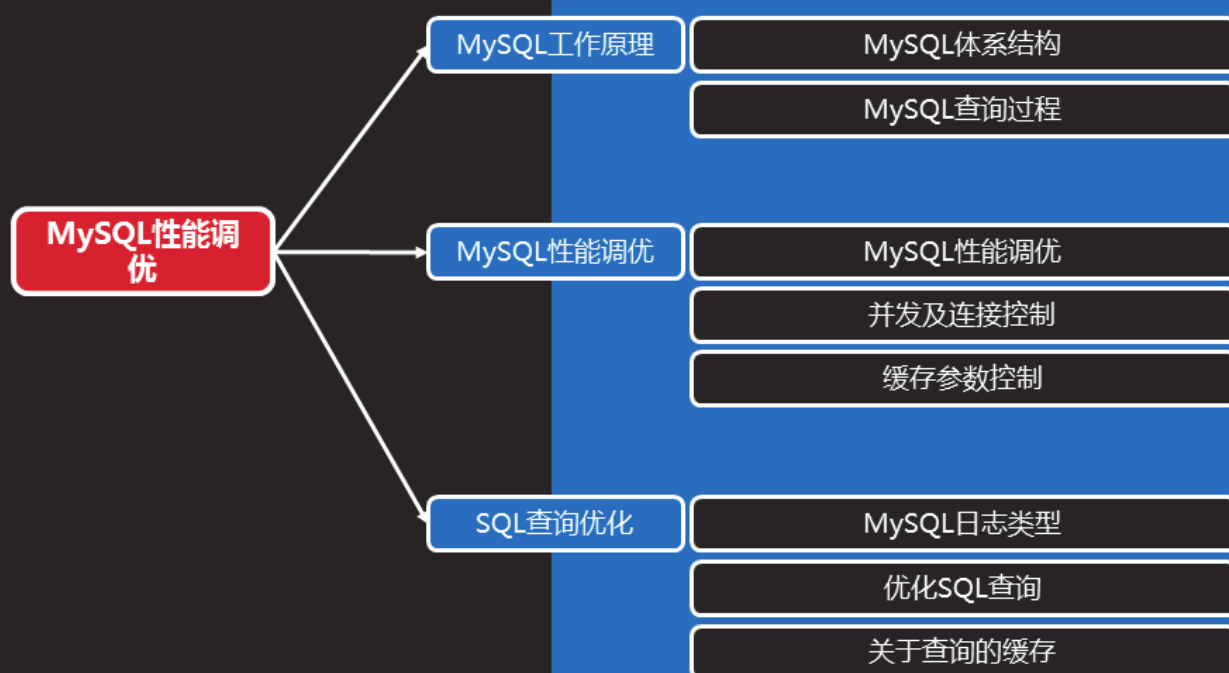 MySQL工作原理
MySQL体系结构
MySQL查询过程
MySQL性能调
优
MySQL性能调优
MySQL性能调优
并发及连接控制
缓存参数控制
SQL查询优化
MySQL日志类型
优化SQL查询
关于查询的缓存